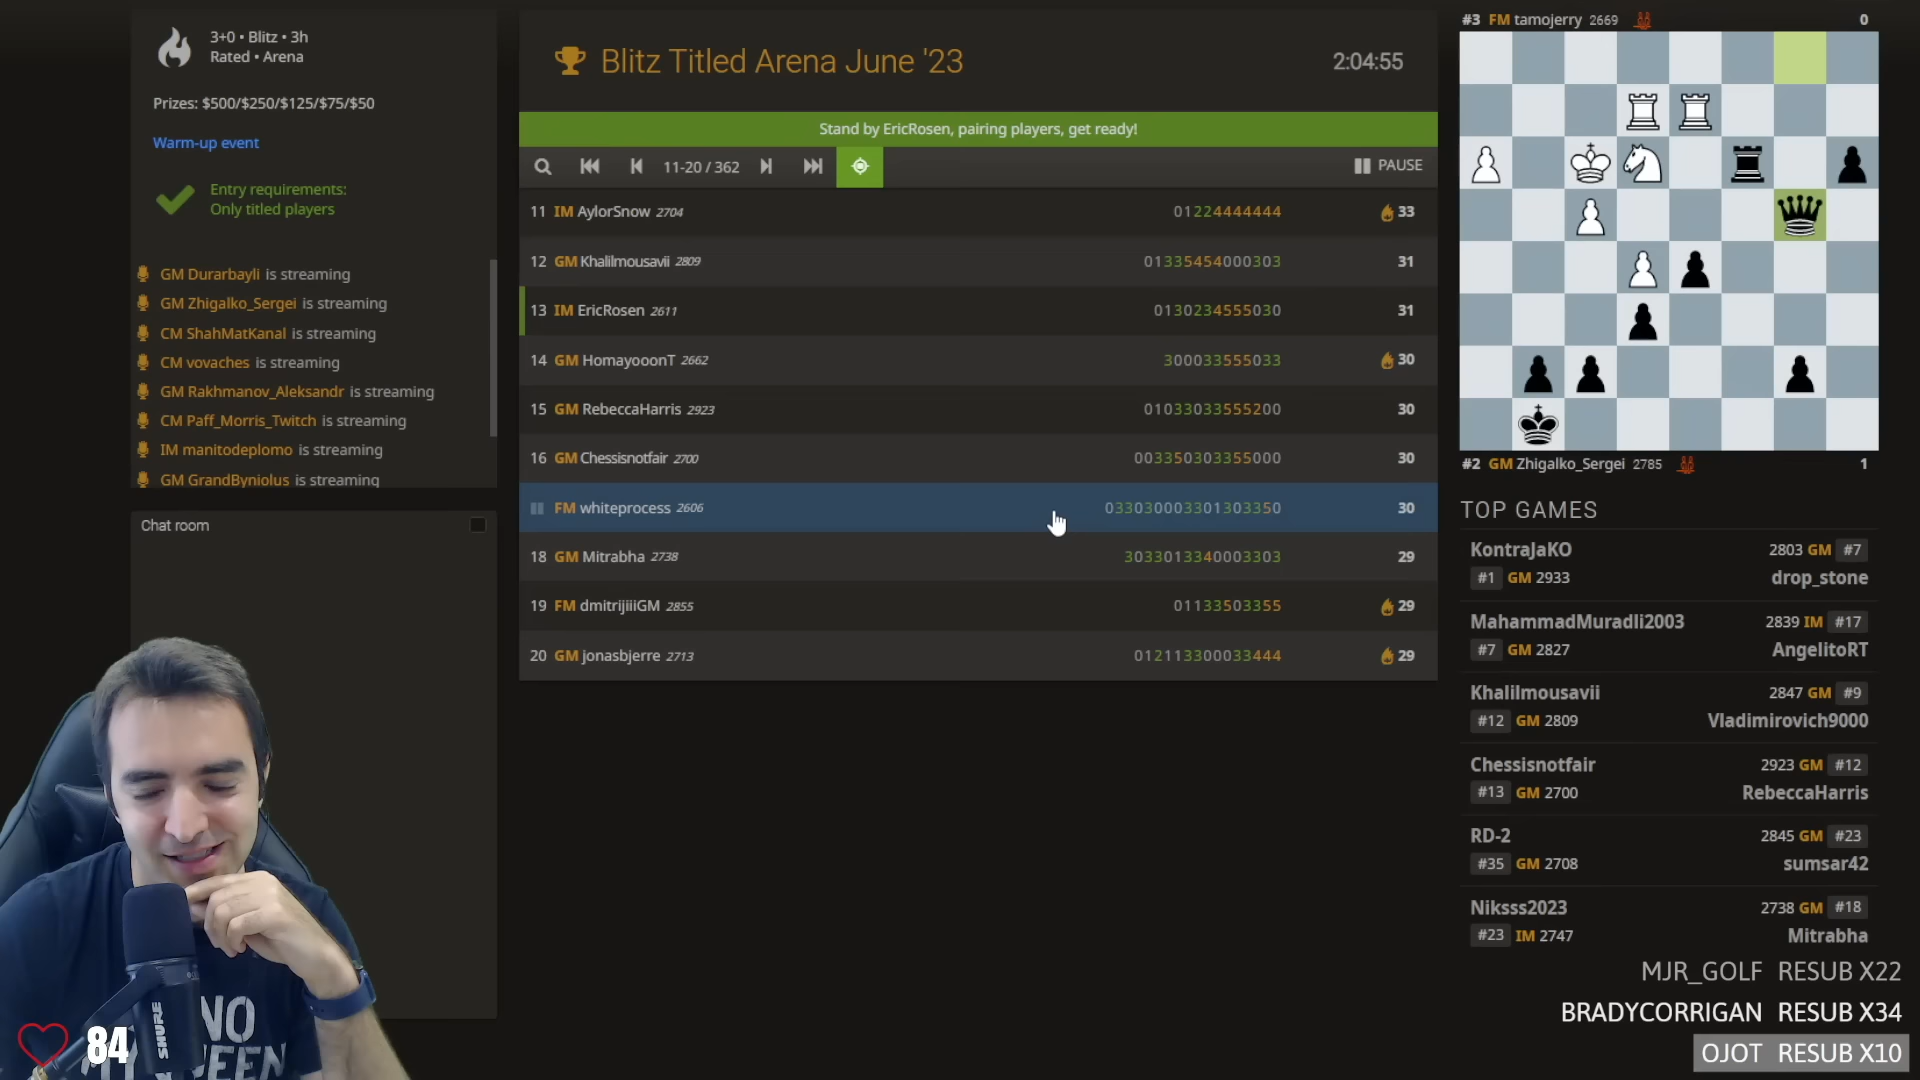 3+0 • Blitz • 3h
Rated • Arena
Prizes: $500/$250/$125/$75/$50
Warm-up event
Entry requirements:
Only titled players
GM Durarbayli is streaming
GM Zhigalko_Sergei is streaming
CM ShahMatKanal is streaming
CM vovaches is streaming
GM Rakhmanov_Aleksandr is streaming
CM Paff_Morris_Twitch is streaming
IM manitodeplomo is streaming
GM GrandByniolus is streaming
Chat room
NO
SHURE
84
Blitz Titled Arena June '23
2:04:55
Stand by EricRosen, pairing players, get ready!
11-20 / 362
PAUSE
11 IM AylorSnow 2704 01224444444 33
12 GM Khalilmousavii 2809 01335454000303 31
13 IM EricRosen 2611 0130234555030 31
14 GM HomayooonT 2662 300033555033 30
15 GM RebeccaHarris 2923 01033033555200 30
16 GM Chessisnotfair 2700 003350303355000 30
FM whiteprocess 2606 033030003301303350 30
18 GM Mitrabha 2738 3033013340003303 29
19 FM dmitrijiiiGM 2855 01133503355 29
20 GM jonasbjerre 2713 012113300033444 29
#3 FM tamojerry 2669 0
#2 GM Zhigalko_Sergei 2785 1
TOP GAMES
KontraJaKO 2803 GM #7
#1 GM 2933 drop_stone
MahammadMuradli2003 2839 IM #17
#7 GM 2827 AngelitoRT
Khalilmousavii 2847 GM #9
#12 GM 2809 Vladimirovich9000
Chessisnotfair 2923 GM #12
#13 GM 2700 RebeccaHarris
RD-2 2845 GM #23
#35 GM 2708 sumsar42
Niksss2023 2738 GM #18
#23 IM 2747 Mitrabha
MJR_GOLF RESUB X22
BRADYCORRIGAN RESUB X34
OJOT RESUB X10